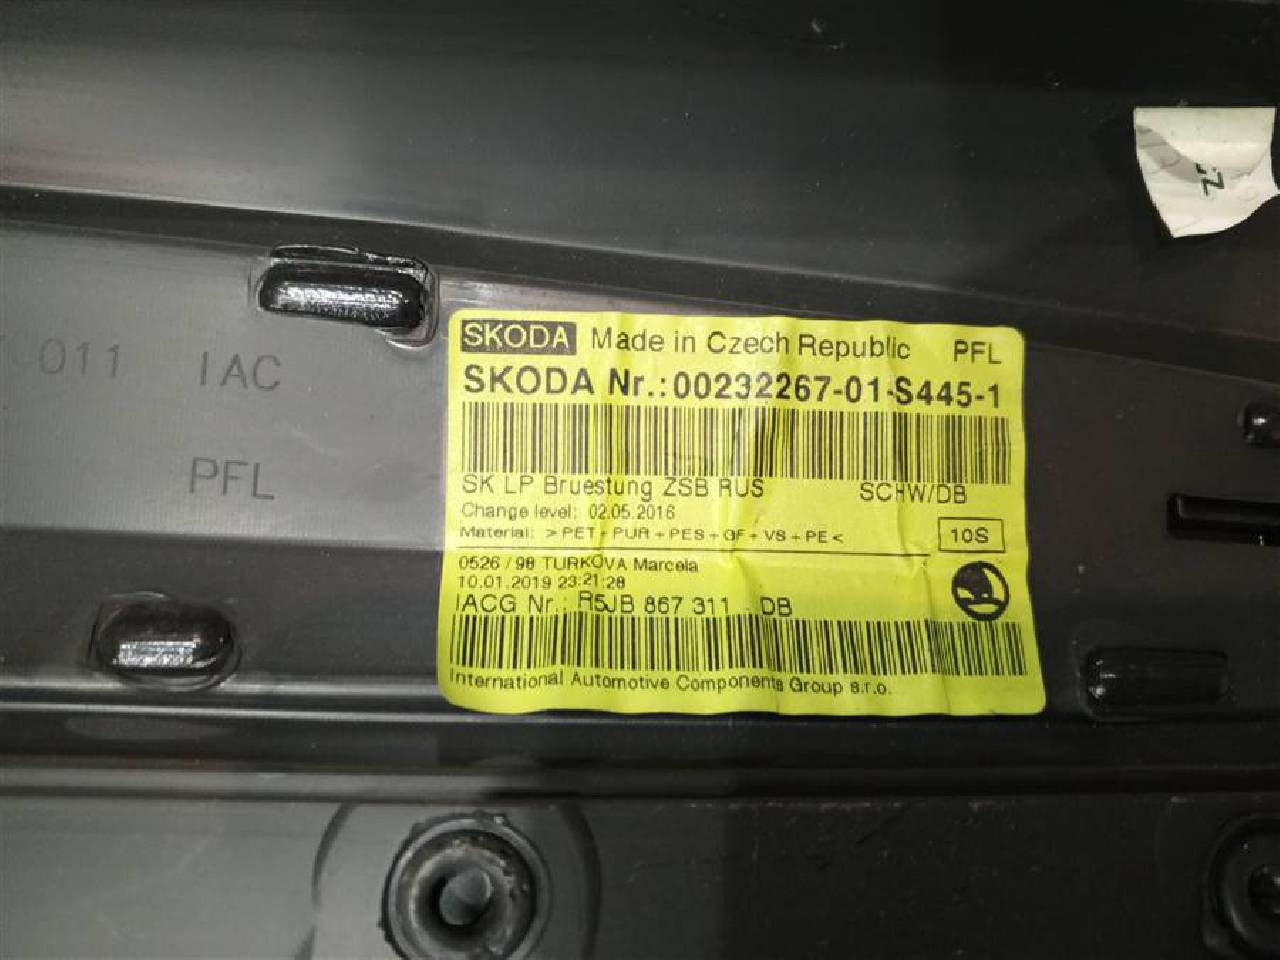 SKODA Made in Czech Republic PFL
SKODA Nr.:00232267-01-S445-1
SK LP Bruestung ZSB RUS SCHW/DB
Change level: 02.05.2016
Material: >PET+PUR+PES+GF+VS+PE<
10S
0526/98 TURKOVA Marcela
10.01.2019 23:21:28
IACG Nr.: R5JB 867 311 DB
International Automotive Components Group s.r.o.
011 IAC
PFL